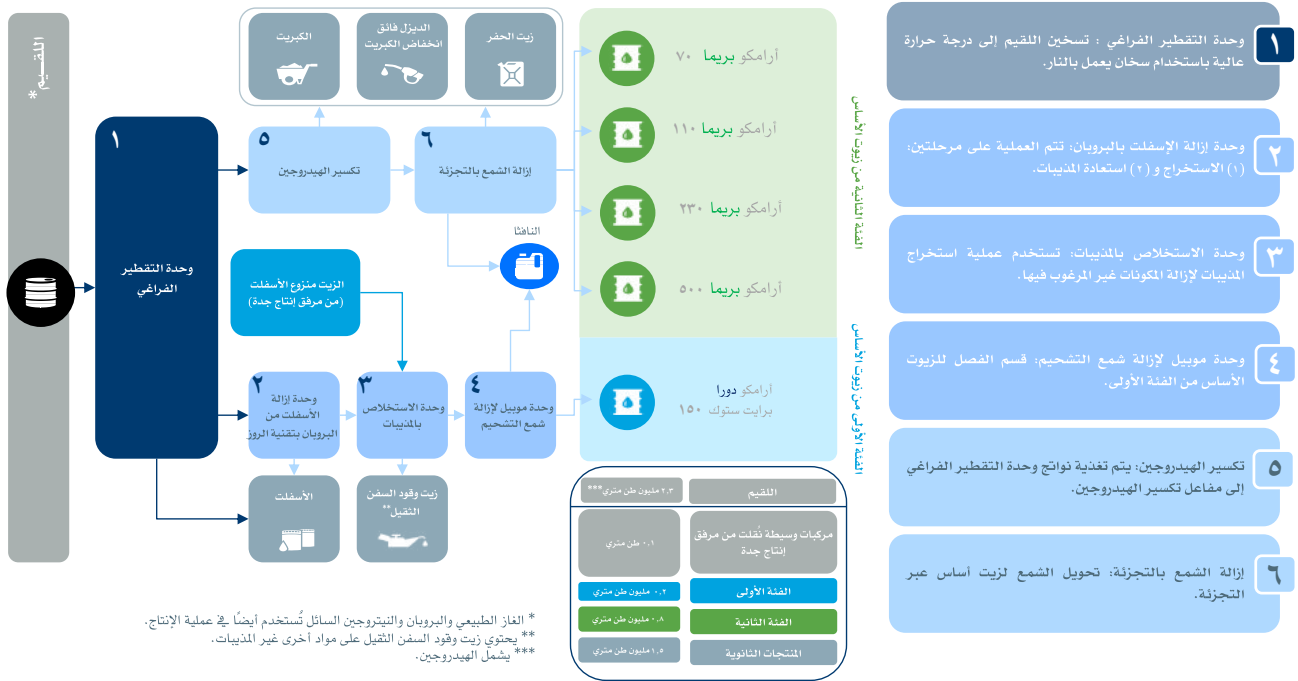 وحدة التقطير الفراغي : تسخين اللقيم إلى درجة حرارة
عالية باستخدام سخان يعمل بالنار.
١
وحدة إزالة الإسفلت بالبروبان: تتم العملية على مرحلتين:
(١) الاستخراج و (٢) استعادة المذيبات.
٢
وحدة الاستخلاص بالمذيبات: تستخدم عملية استخراج
المذيبات لإزالة المكونات غير المرغوب فيها.
٣
وحدة موبيل لإزالة شمع التشحيم: قسم الفصل للزيوت
الأساس من الفئة الأولى.
٤
تكسير الهيدروجين: يتم تغذية نواتج وحدة التقطير الفراغي
إلى مفاعل تكسير الهيدروجين.
٥
إزالة الشمع بالتجزئة: تحويل الشمع لزيت أساس عبر
التجزئة.
٦
اللقيم*
١
وحدة التقطير
الفراغي
الكبريت
الديزل فائق
انخفاض الكبريت
زيت الحفر
٥
تكسير الهيدروجين
٦
إزالة الشمع بالتجزئة
النافثا
الزيت منزوع الأسفلت
(من مرفق إنتاج جدة)
٢
وحدة إزالة
الأسفلت من
البروبان بتقنية الروز
٣
وحدة الاستخلاص
بالمذيبات
٤
وحدة موبيل لإزالة
شمع التشحيم
الأسفلت
زيت وقود السفن
الثقيل**
أرامكو بريما ٧٠
أرامكو بريما ١١٠
أرامكو بريما ٢٣٠
أرامكو بريما ٥٠٠
الفئة الثانية من زيوت الأساس
أرامكو دورا
برايت ستوك ١٥٠
الفئة الأولى من زيوت الأساس
اللقيم
٢,٣ مليون طن متري***
مركبات وسيطة نُقلت من مرفق
إنتاج جدة
٠,١ طن متري
الفئة الأولى
٠,٢ مليون طن متري
الفئة الثانية
٠,٨ مليون طن متري
المنتجات الثانوية
١,٥ مليون طن متري
* الغاز الطبيعي والبروبان والنيتروجين السائل تُستخدم أيضًا في عملية الإنتاج.
** يحتوي زيت وقود السفن الثقيل على مواد أخرى غير المذيبات.
*** يشمل الهيدروجين.